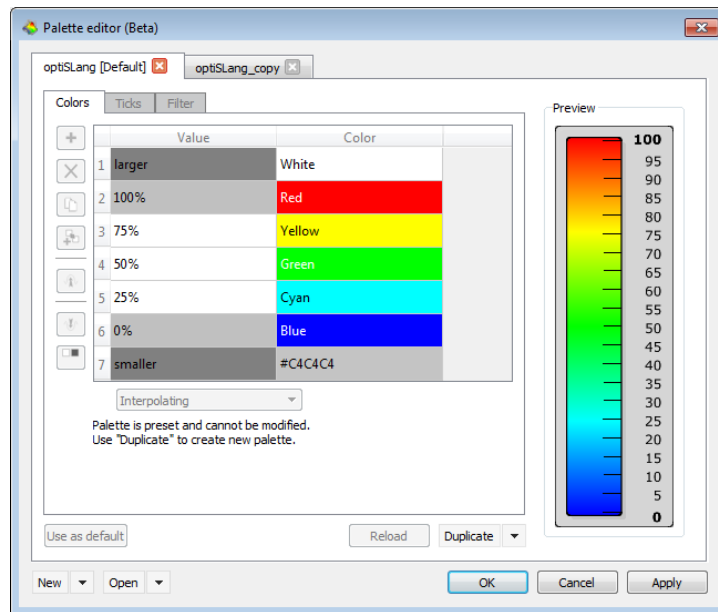 Palette editor (Beta)
optiSLang [Default] optiSLang_copy
Colors Ticks Filter
Value Color
1 larger White
2 100% Red
3 75% Yellow
4 50% Green
5 25% Cyan
6 0% Blue
7 smaller #C4C4C4
Interpolating
Palette is preset and cannot be modified.
Use "Duplicate" to create new palette.
Preview
100
95
90
85
80
75
70
65
60
55
50
45
40
35
30
25
20
15
10
5
0
Use as default Reload Duplicate
New Open OK Cancel Apply